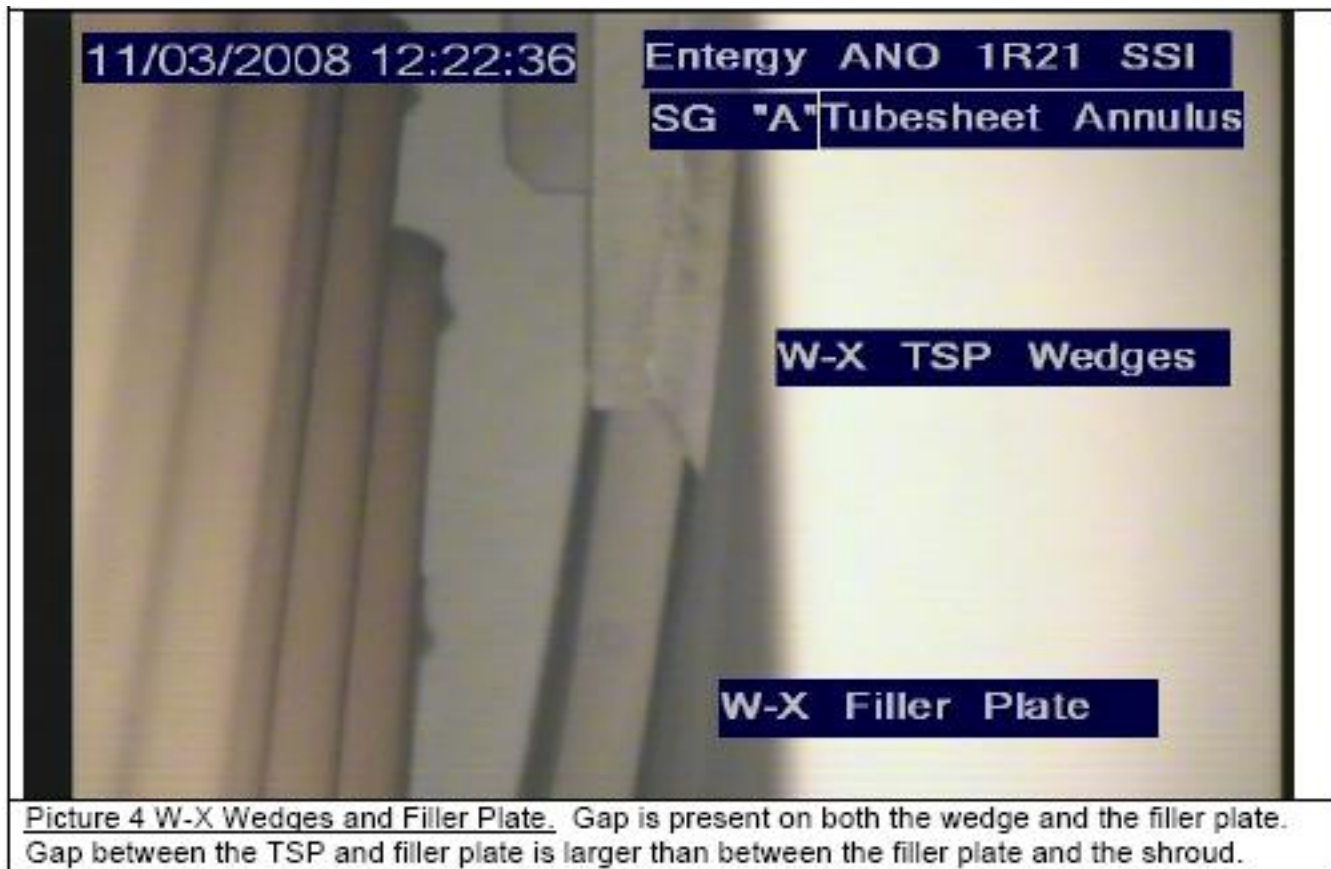 11/03/2008 12:22:36
Entergy ANO 1R21 SSI
SG "A" Tubesheet Annulus
W-X TSP Wedges
W-X Filler Plate
Picture 4 W-X Wedges and Filler Plate. Gap is present on both the wedge and the filler plate.
Gap between the TSP and filler plate is larger than between the filler plate and the shroud.